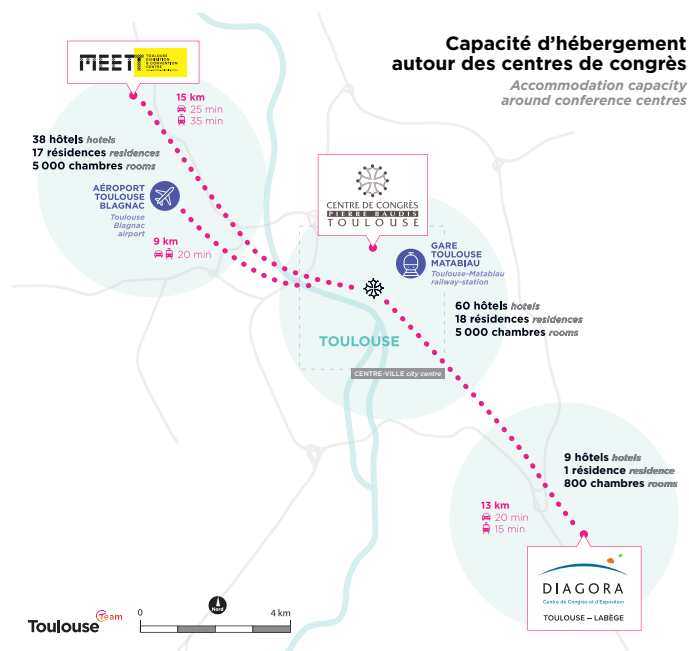 Capacité d'hébergement
autour des centres de congrès
Accommodation capacity
around conference centres
MEETT
TOULOUSE
EXHIBITION
& CONVENTION
CENTRE
15 km
25 min
35 min
38 hôtels hotels
17 résidences residences
5 000 chambres rooms
AÉROPORT
TOULOUSE
BLAGNAC
Toulouse
Blagnac
airport
9 km
20 min
CENTRE DE CONGRÈS
PIERRE BAUDIS
TOULOUSE
GARE
TOULOUSE
MATABIAU
Toulouse-Matabiau
railway-station
60 hôtels hotels
18 résidences residences
5 000 chambres rooms
TOULOUSE
CENTRE-VILLE city centre
9 hôtels hotels
1 résidence residence
800 chambres rooms
13 km
20 min
15 min
DIAGORA
Centre de Congrès et d'Exposition
TOULOUSE – LABÈGE
Toulouse Team
0
Nord
4 km